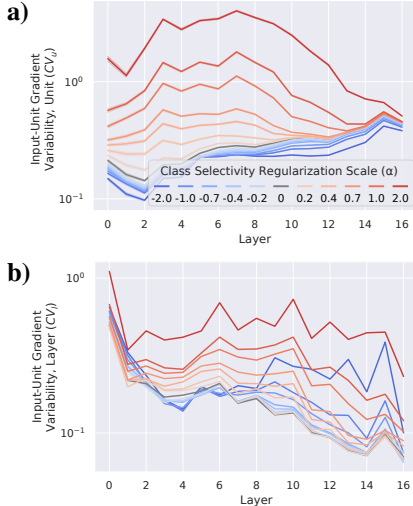 a)
Input-Unit Gradient
Variability, Unit (CVu)
10⁰
10⁻¹
Class Selectivity Regularization Scale (α)
-2.0 -1.0 -0.7 -0.4 -0.2 0 0.2 0.4 0.7 1.0 2.0
0 2 4 6 8 10 12 14 16
Layer
b)
Input-Unit Gradient
Variability, Layer (CVl)
10⁰
10⁻¹
0 2 4 6 8 10 12 14 16
Layer